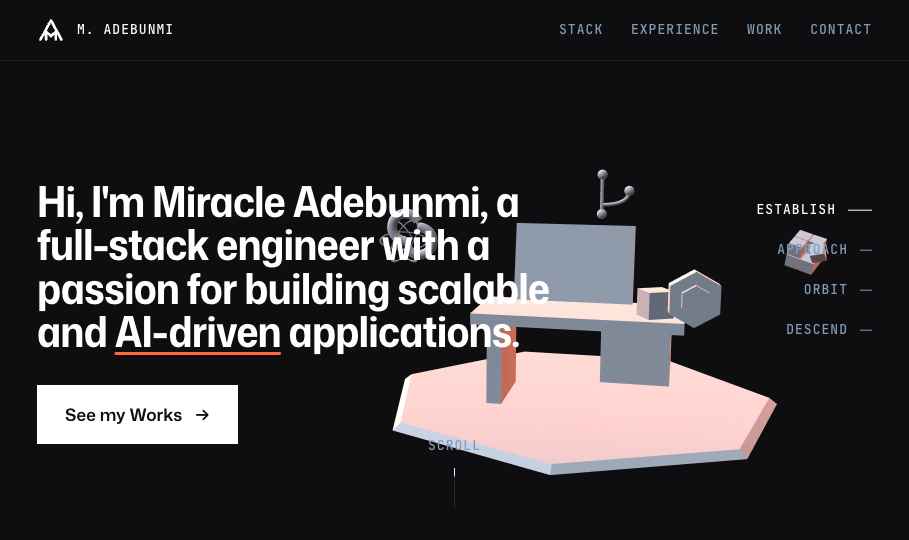 M. ADEBUNMI
STACK EXPERIENCE WORK CONTACT
Hi, I'm Miracle Adebunmi, a
full-stack engineer with a
passion for building scalable
and AI-driven applications.
See my Works →
ESTABLISH
APPROACH
ORBIT
DESCEND
SCROLL